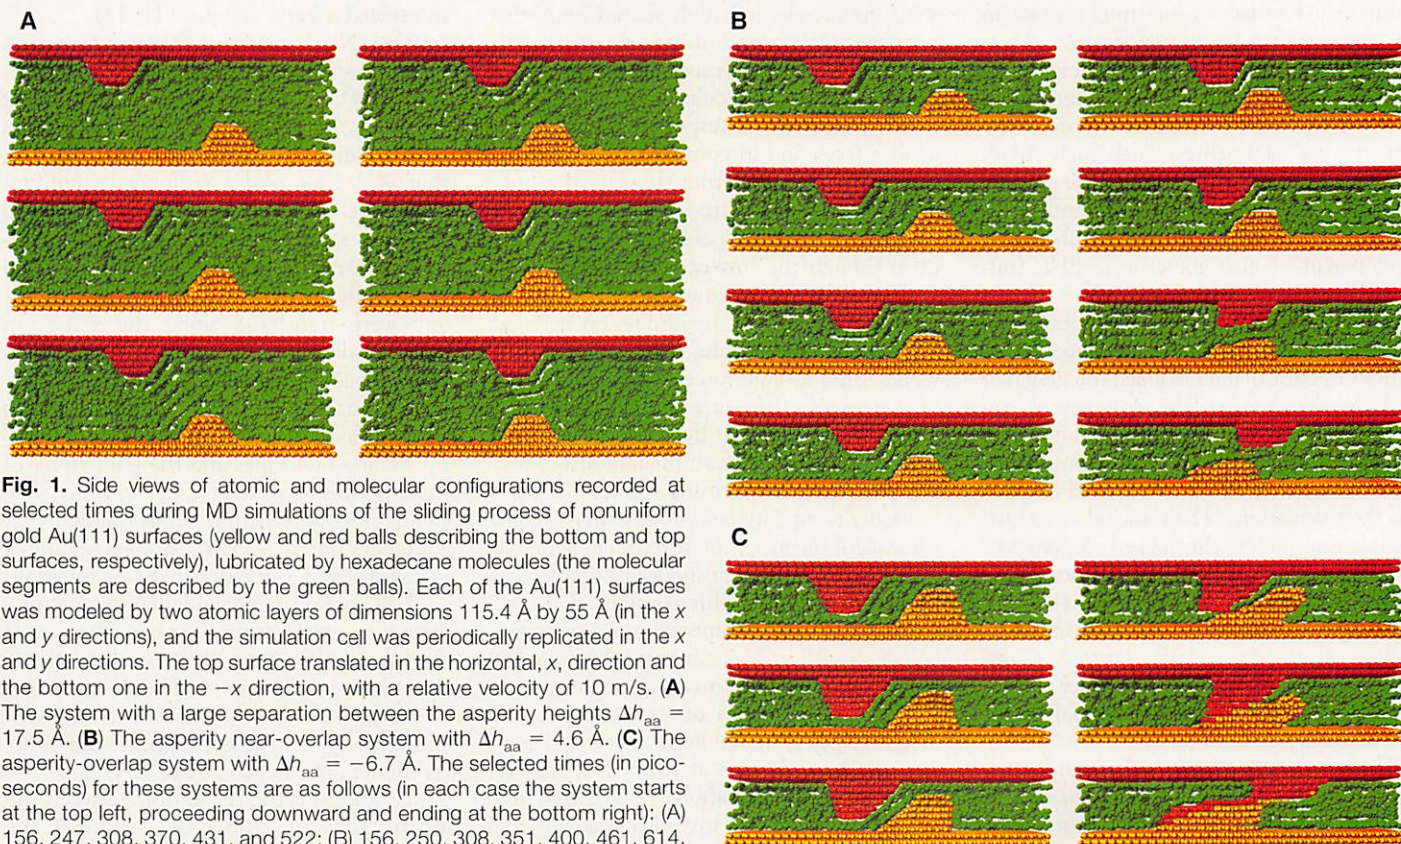 A
B
C
Fig. 1. Side views of atomic and molecular configurations recorded at
selected times during MD simulations of the sliding process of nonuniform
gold Au(111) surfaces (yellow and red balls describing the bottom and top
surfaces, respectively), lubricated by hexadecane molecules (the molecular
segments are described by the green balls). Each of the Au(111) surfaces
was modeled by two atomic layers of dimensions 115.4 Å by 55 Å (in the x
and y directions), and the simulation cell was periodically replicated in the x
and y directions. The top surface translated in the horizontal, x, direction and
the bottom one in the −x direction, with a relative velocity of 10 m/s. (A)
The system with a large separation between the asperity heights Δhaa =
17.5 Å. (B) The asperity near-overlap system with Δhaa = 4.6 Å. (C) The
asperity-overlap system with Δhaa = −6.7 Å. The selected times (in pico-
seconds) for these systems are as follows (in each case the system starts
at the top left, proceeding downward and ending at the bottom right): (A)
156, 247, 308, 370, 431, and 522; (B) 156, 250, 308, 351, 400, 461, 614,